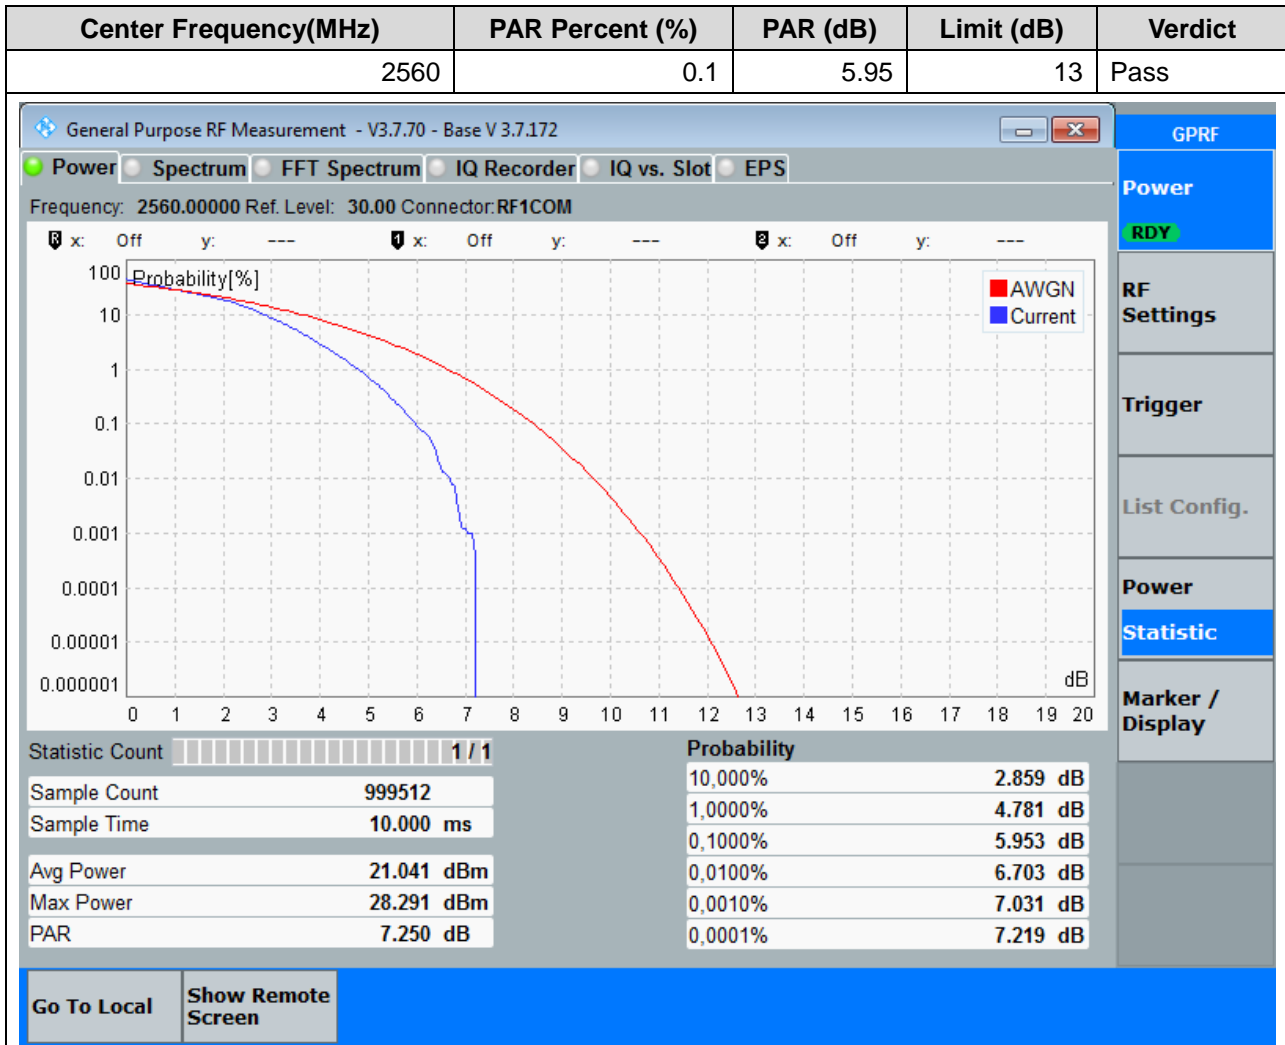 Center Frequency(MHz) PAR Percent (%) PAR (dB) Limit (dB) Verdict
2560 0.1 5.95 13 Pass
General Purpose RF Measurement - V3.7.70 - Base V 3.7.172
GPRF
Power Spectrum FFT Spectrum IQ Recorder IQ vs. Slot EPS
Power
RDY
Frequency: 2560.00000 Ref. Level: 30.00 Connector: RF1COM
R x: Off y: --- 1 x: Off y: --- 2 x: Off y: ---
Probability[%]
AWGN
Current
100
10
1
0.1
0.01
0.001
0.0001
0.00001
0.000001
dB
0 1 2 3 4 5 6 7 8 9 10 11 12 13 14 15 16 17 18 19 20
RF
Settings
Trigger
List Config.
Power
Statistic
Marker /
Display
Statistic Count 1 / 1
Sample Count 999512
Sample Time 10.000 ms
Avg Power 21.041 dBm
Max Power 28.291 dBm
PAR 7.250 dB
Probability
10,000% 2.859 dB
1,0000% 4.781 dB
0,1000% 5.953 dB
0,0100% 6.703 dB
0,0010% 7.031 dB
0,0001% 7.219 dB
Go To Local
Show Remote
Screen